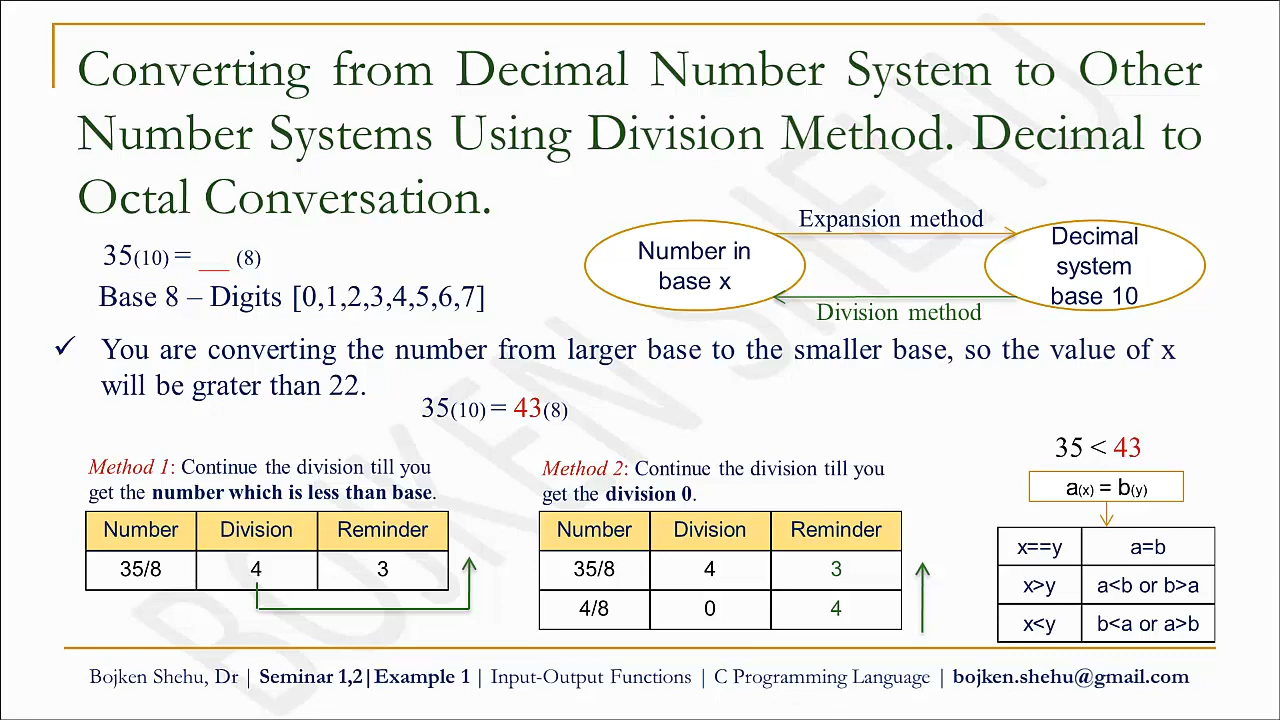 Converting from Decimal Number System to Other
Number Systems Using Division Method. Decimal to
Octal Conversation.
35(10) = __ (8)
Base 8 – Digits [0,1,2,3,4,5,6,7]
Expansion method
Number in
base x
Decimal
system
base 10
Division method
✓ You are converting the number from larger base to the smaller base, so the value of x
will be grater than 22.
35(10) = 43(8)
Method 1: Continue the division till you
get the number which is less than base.
Number Division Reminder
35/8 4 3
Method 2: Continue the division till you
get the division 0.
Number Division Reminder
35/8 4 3
4/8 0 4
35 < 43
a(x) = b(y)
x==y a=b
x>y a<b or b>a
x<y b<a or a>b
Bojken Shehu, Dr | Seminar 1,2|Example 1 | Input-Output Functions | C Programming Language | bojken.shehu@gmail.com
BOJKEN SHEHU